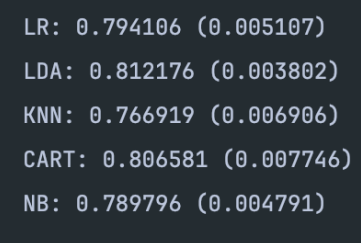 LR: 0.794106 (0.005107)
LDA: 0.812176 (0.003802)
KNN: 0.766919 (0.006906)
CART: 0.806581 (0.007746)
NB: 0.789796 (0.004791)